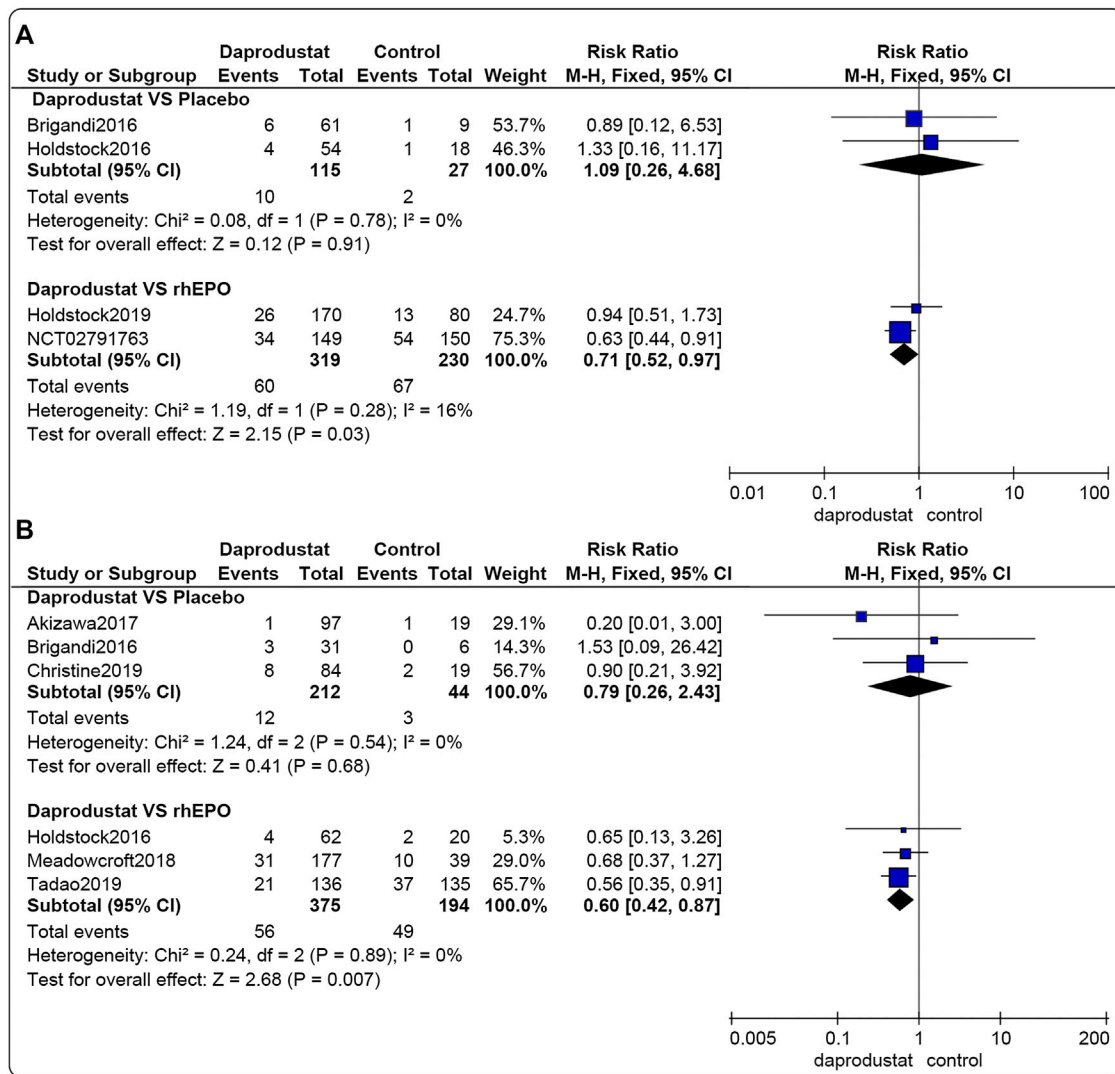 A
Daprodustat Control Risk Ratio Risk Ratio
Study or Subgroup Events Total Events Total Weight M-H, Fixed, 95% CI M-H, Fixed, 95% CI
Daprodustat VS Placebo
Brigandi2016 6 61 1 9 53.7% 0.89 [0.12, 6.53]
Holdstock2016 4 54 1 18 46.3% 1.33 [0.16, 11.17]
Subtotal (95% CI) 115 27 100.0% 1.09 [0.26, 4.68]
Total events 10 2
Heterogeneity: Chi² = 0.08, df = 1 (P = 0.78); I² = 0%
Test for overall effect: Z = 0.12 (P = 0.91)
Daprodustat VS rhEPO
Holdstock2019 26 170 13 80 24.7% 0.94 [0.51, 1.73]
NCT02791763 34 149 54 150 75.3% 0.63 [0.44, 0.91]
Subtotal (95% CI) 319 230 100.0% 0.71 [0.52, 0.97]
Total events 60 67
Heterogeneity: Chi² = 1.19, df = 1 (P = 0.28); I² = 16%
Test for overall effect: Z = 2.15 (P = 0.03)
0.01 0.1 1 10 100
daprodustat control
B
Daprodustat Control Risk Ratio Risk Ratio
Study or Subgroup Events Total Events Total Weight M-H, Fixed, 95% CI M-H, Fixed, 95% CI
Daprodustat VS Placebo
Akizawa2017 1 97 1 19 29.1% 0.20 [0.01, 3.00]
Brigandi2016 3 31 0 6 14.3% 1.53 [0.09, 26.42]
Christine2019 8 84 2 19 56.7% 0.90 [0.21, 3.92]
Subtotal (95% CI) 212 44 100.0% 0.79 [0.26, 2.43]
Total events 12 3
Heterogeneity: Chi² = 1.24, df = 2 (P = 0.54); I² = 0%
Test for overall effect: Z = 0.41 (P = 0.68)
Daprodustat VS rhEPO
Holdstock2016 4 62 2 20 5.3% 0.65 [0.13, 3.26]
Meadowcroft2018 31 177 10 39 29.0% 0.68 [0.37, 1.27]
Tadao2019 21 136 37 135 65.7% 0.56 [0.35, 0.91]
Subtotal (95% CI) 375 194 100.0% 0.60 [0.42, 0.87]
Total events 56 49
Heterogeneity: Chi² = 0.24, df = 2 (P = 0.89); I² = 0%
Test for overall effect: Z = 2.68 (P = 0.007)
0.005 0.1 1 10 200
daprodustat control